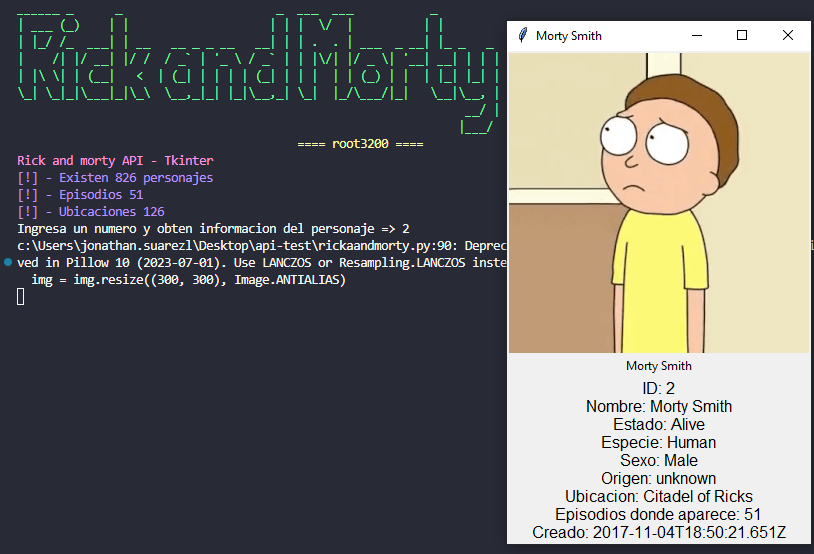 Rick and Morty
==== root3200 ====
Rick and morty API - Tkinter
[!] - Existen 826 personajes
[!] - Episodios 51
[!] - Ubicaciones 126
Ingresa un numero y obten informacion del personaje => 2
c:\Users\jonathan.suarezl\Desktop\api-test\rickaandmorty.py:90: Deprec
ved in Pillow 10 (2023-07-01). Use LANCZOS or Resampling.LANCZOS inste
img = img.resize((300, 300), Image.ANTIALIAS)
Morty Smith
Morty Smith
ID: 2
Nombre: Morty Smith
Estado: Alive
Especie: Human
Sexo: Male
Origen: unknown
Ubicacion: Citadel of Ricks
Episodios donde aparece: 51
Creado: 2017-11-04T18:50:21.651Z